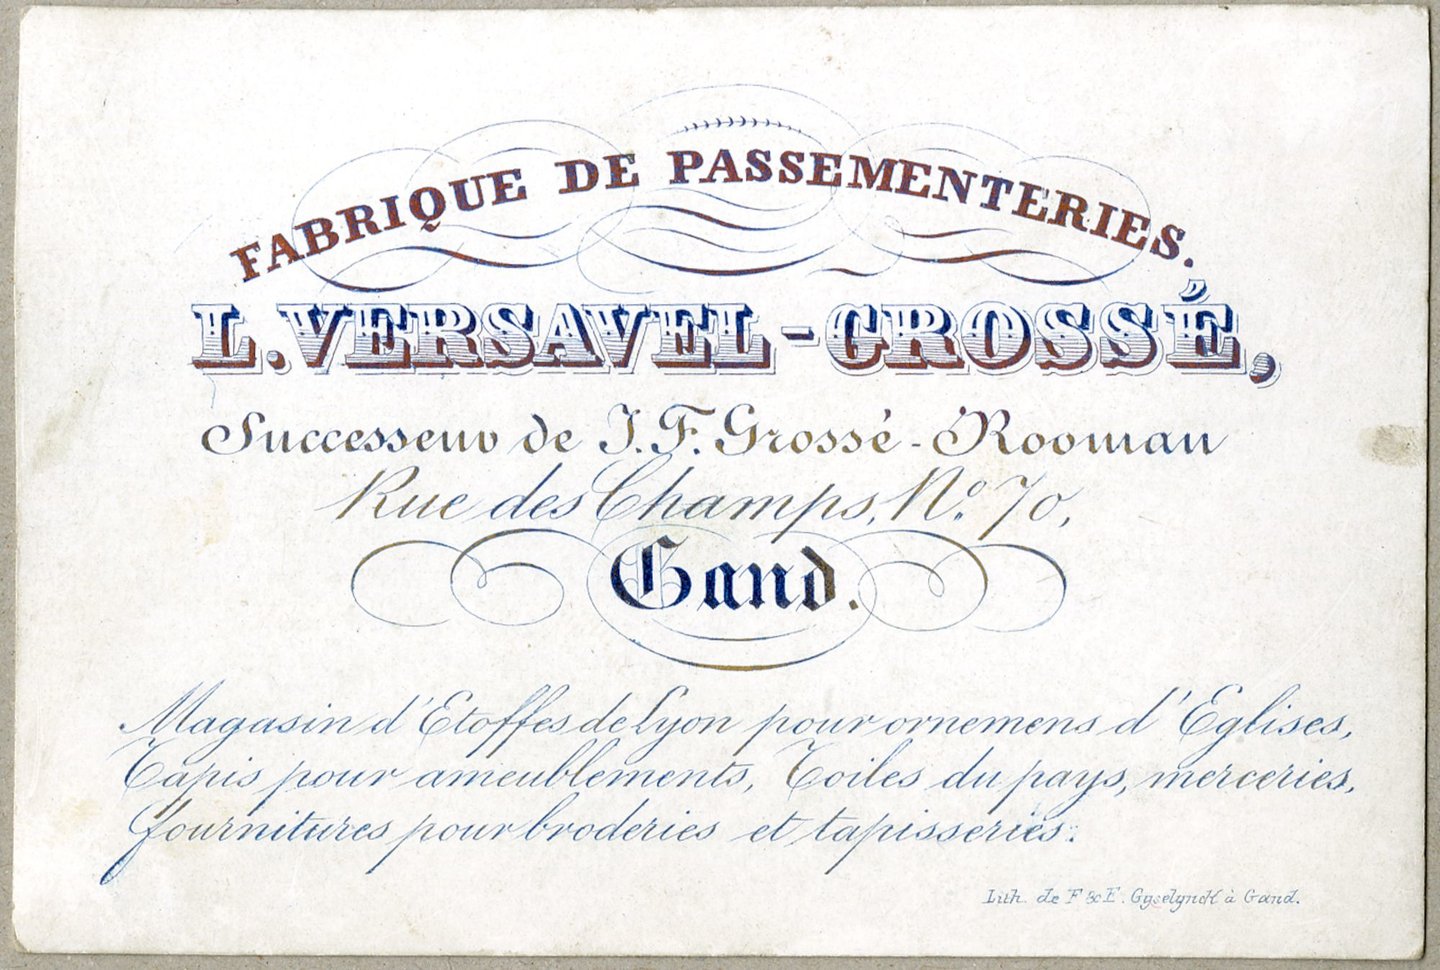 FABRIQUE DE PASSEMENTERIES.
L. VERSAVEL-GROSSÉ,
Successeur de J. F. Grossé-Rooman
Rue des Champs, No. 70,
Gand.
Magasin d'Etoffes de Lyon pour ornemens d'Eglises,
Tapis pour ameublements, Toiles du pays, merceries,
fournitures pour broderies et tapisseries.
Lith. de F & E. Gyselynck à Gand.